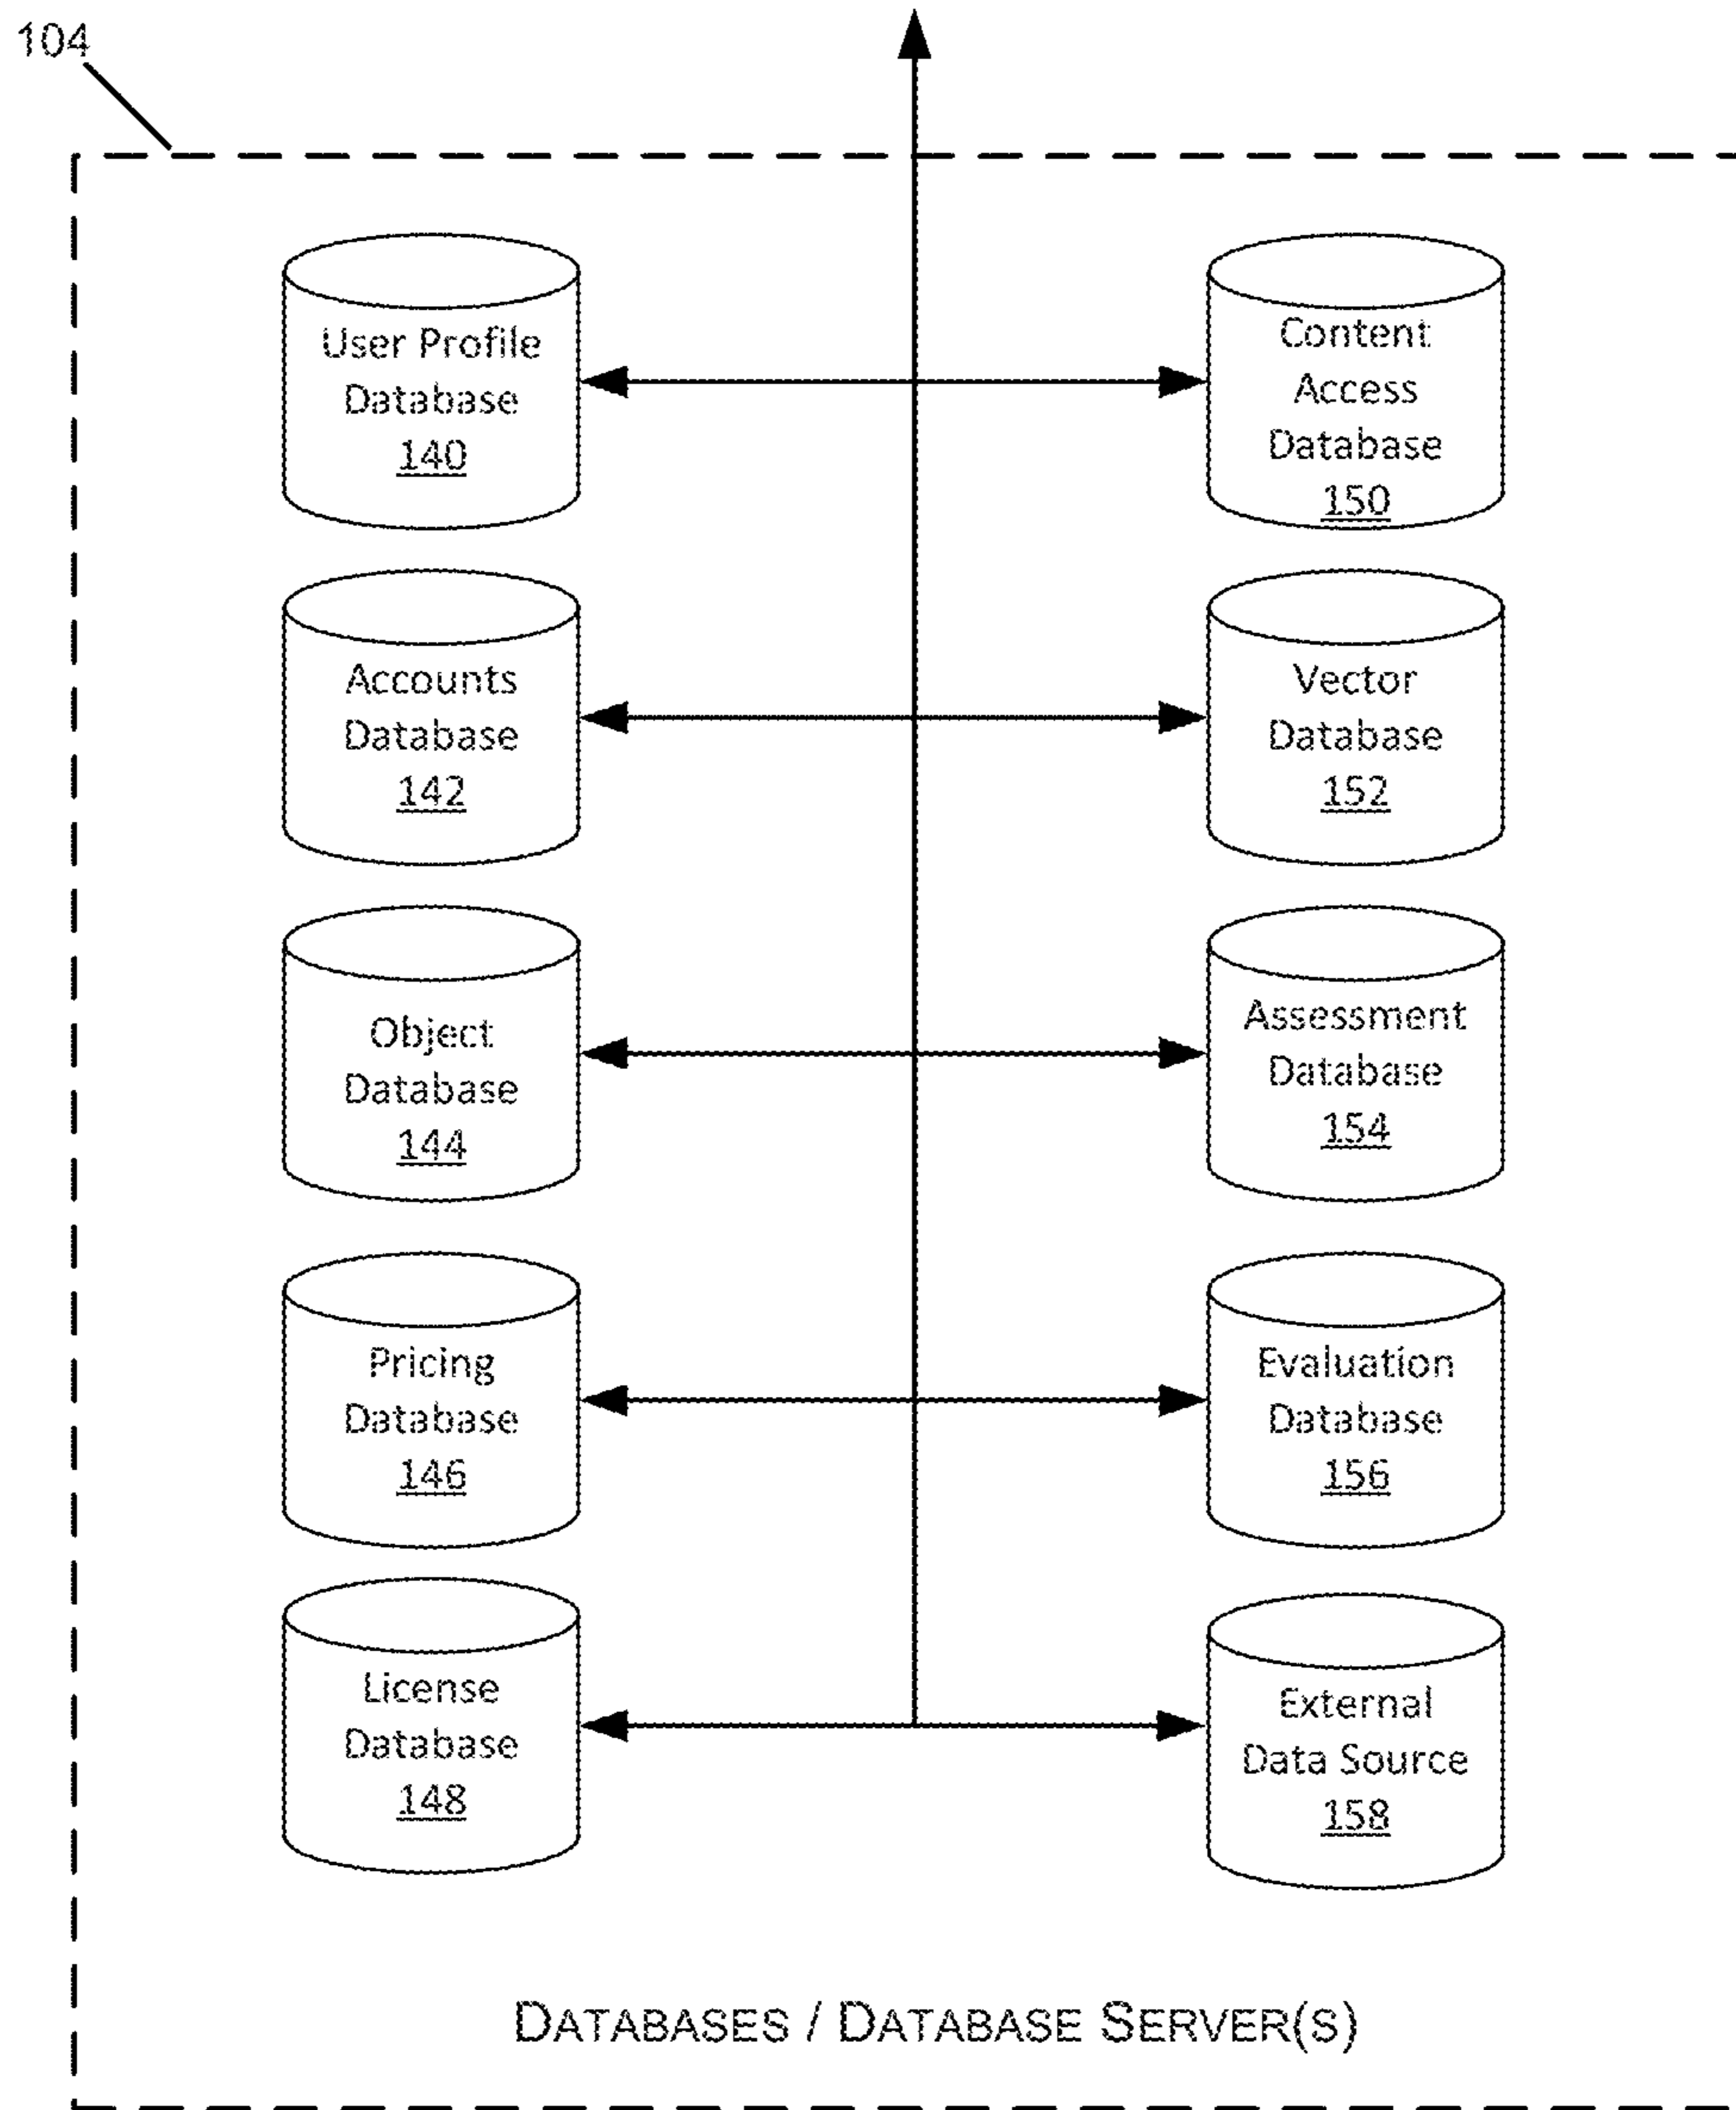 104
User Profile
Database
140
Content
Access
Database
150
Accounts
Database
142
Vector
Database
152
Object
Database
144
Assessment
Database
154
Pricing
Database
146
Evaluation
Database
156
License
Database
148
External
Data Source
158
DATABASES / DATABASE SERVER(S)